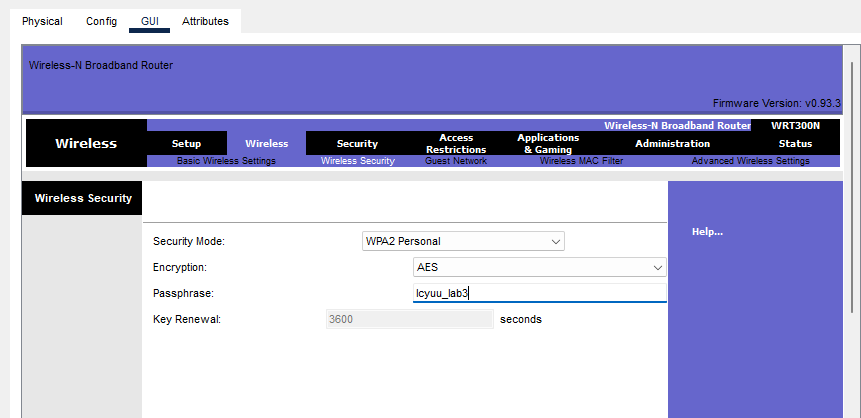 Physical Config GUI Attributes
Wireless-N Broadband Router
Firmware Version: v0.93.3
Wireless-N Broadband Router WRT300N
Wireless
Setup Wireless Security Access Restrictions Applications & Gaming Administration Status
Basic Wireless Settings Wireless Security Guest Network Wireless MAC Filter Advanced Wireless Settings
Wireless Security
Help...
Security Mode: WPA2 Personal
Encryption: AES
Passphrase: lcyuu_lab3
Key Renewal: 3600 seconds